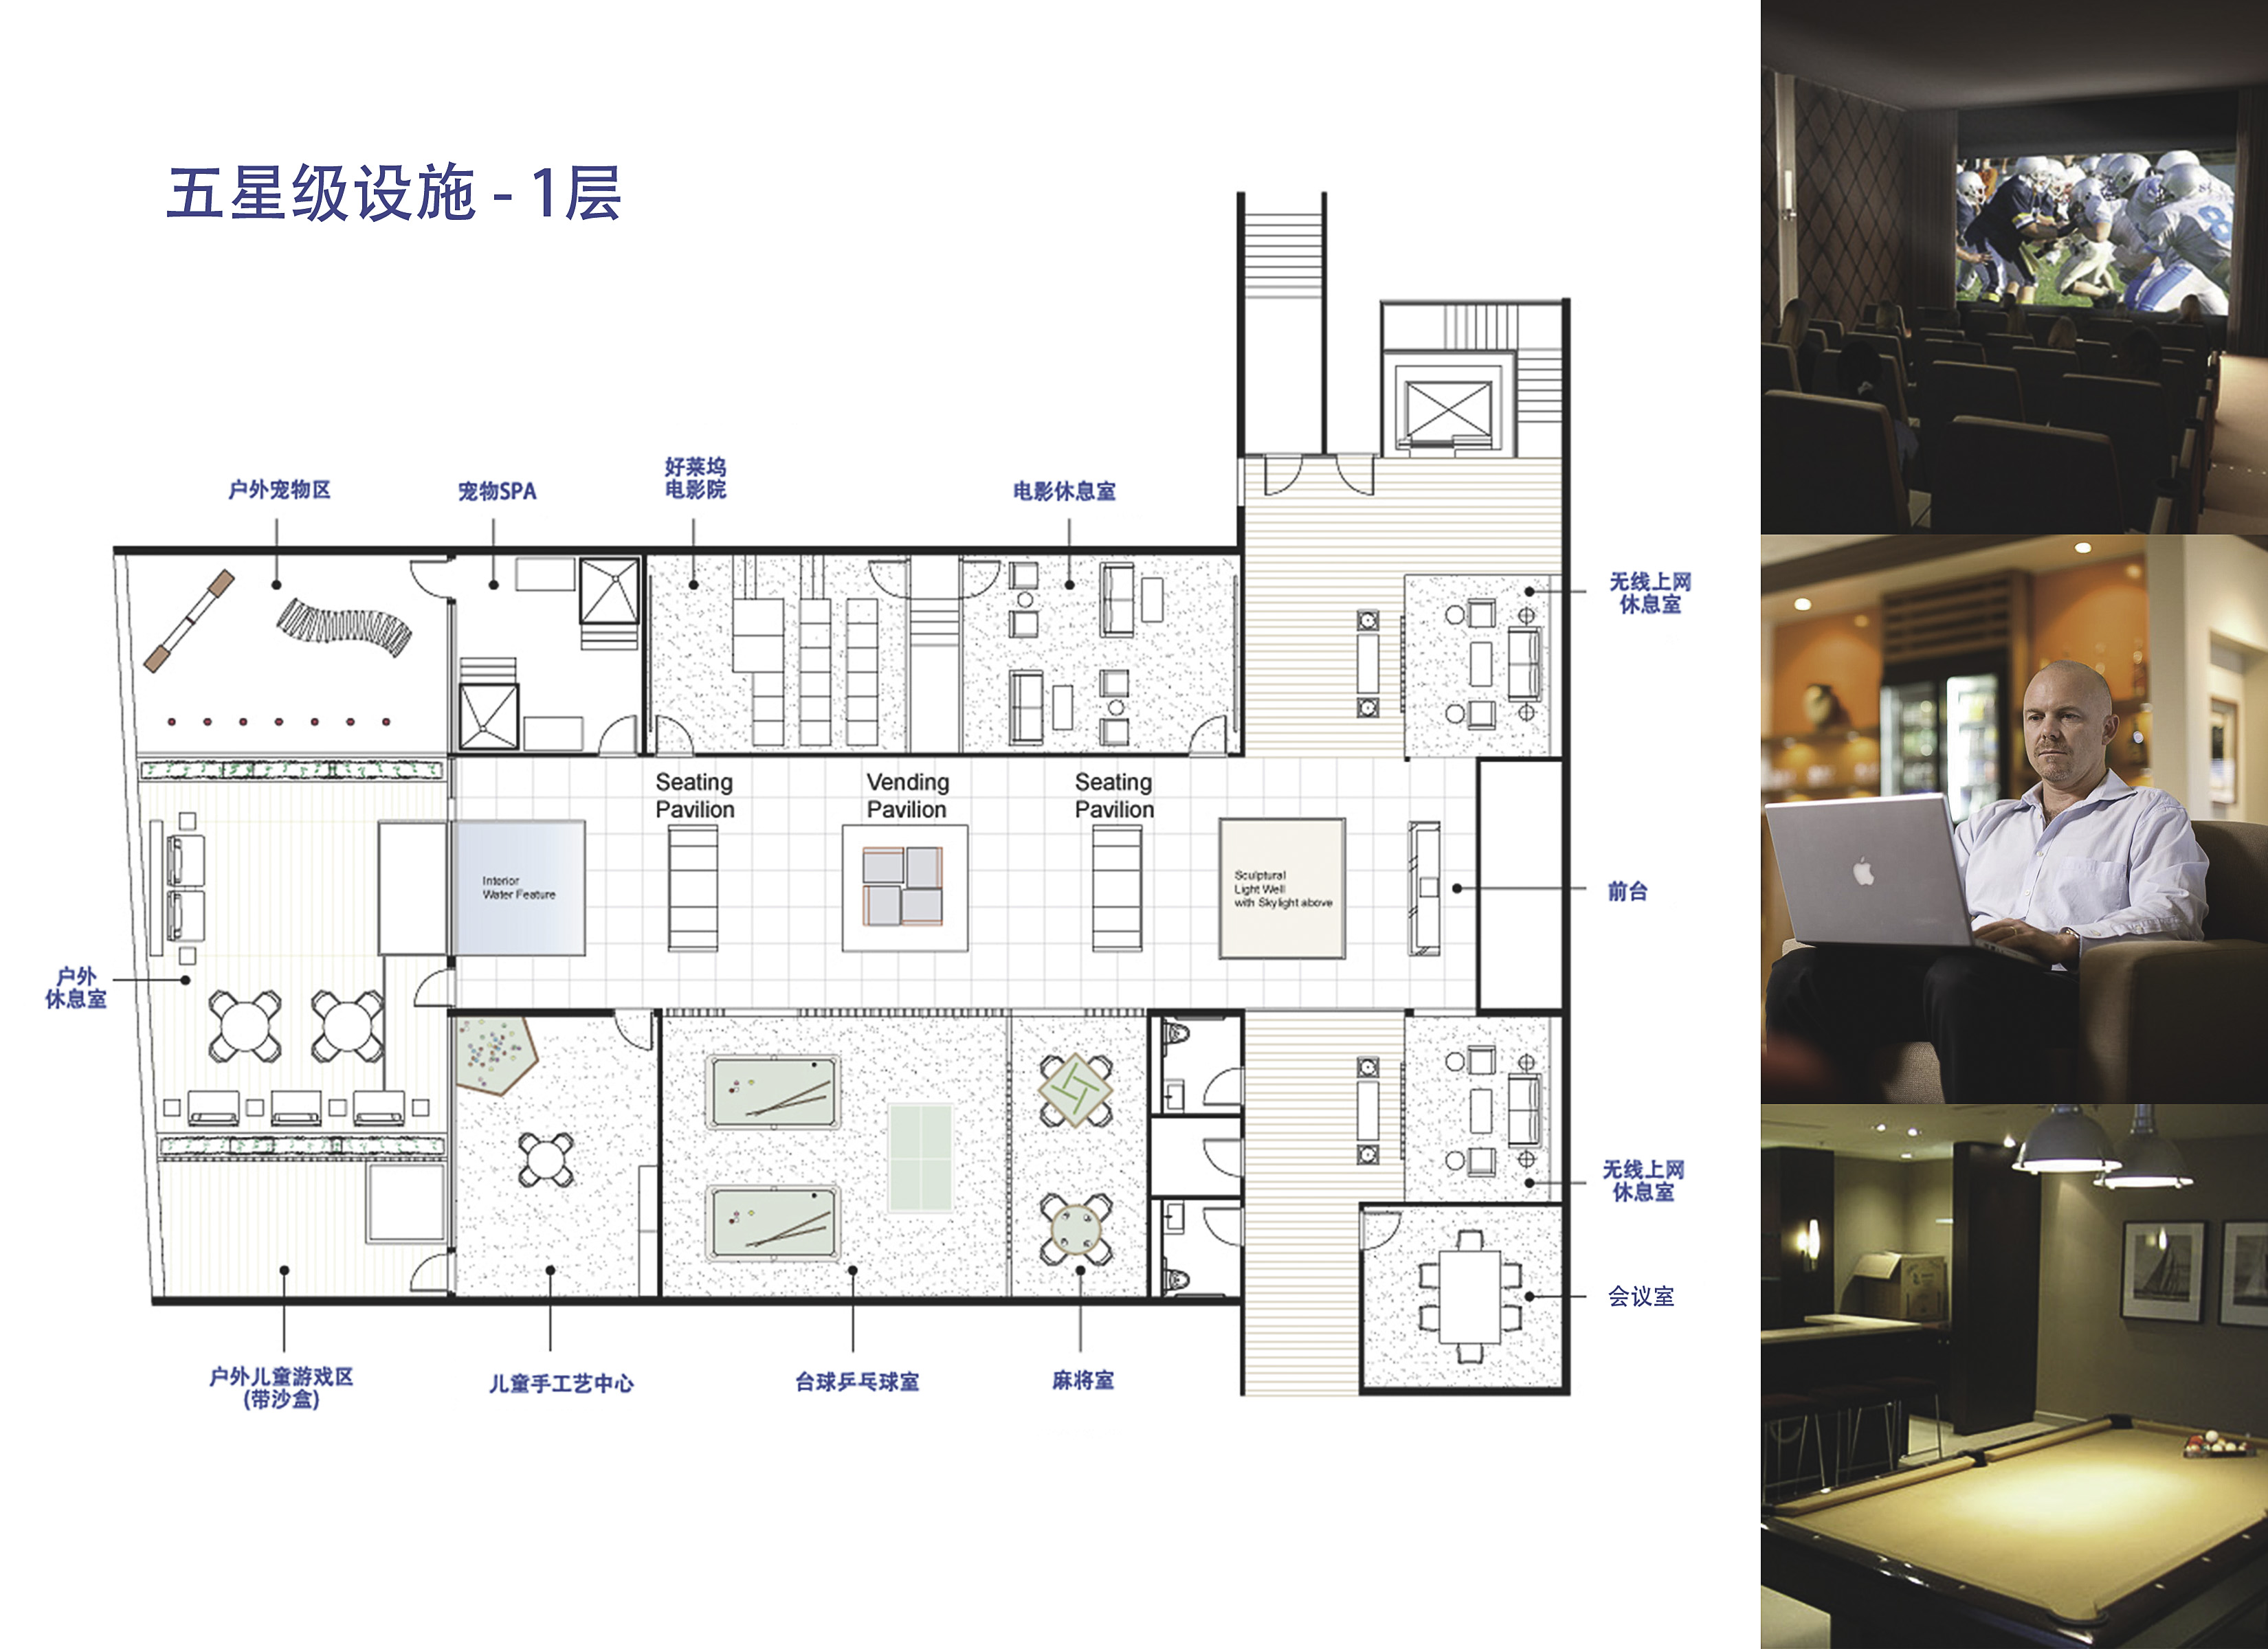 五星级设施 - 1层
户外宠物区
宠物SPA
好莱坞
电影院
电影休息室
无线上网
休息室
Seating
Pavilion
Vending
Pavilion
Seating
Pavilion
Interior
Water Feature
Sculptural
Light Well
with Skylight above
前台
户外
休息室
无线上网
休息室
会议室
户外儿童游戏区
(带沙盒)
儿童手工艺中心
台球乒乓球室
麻将室